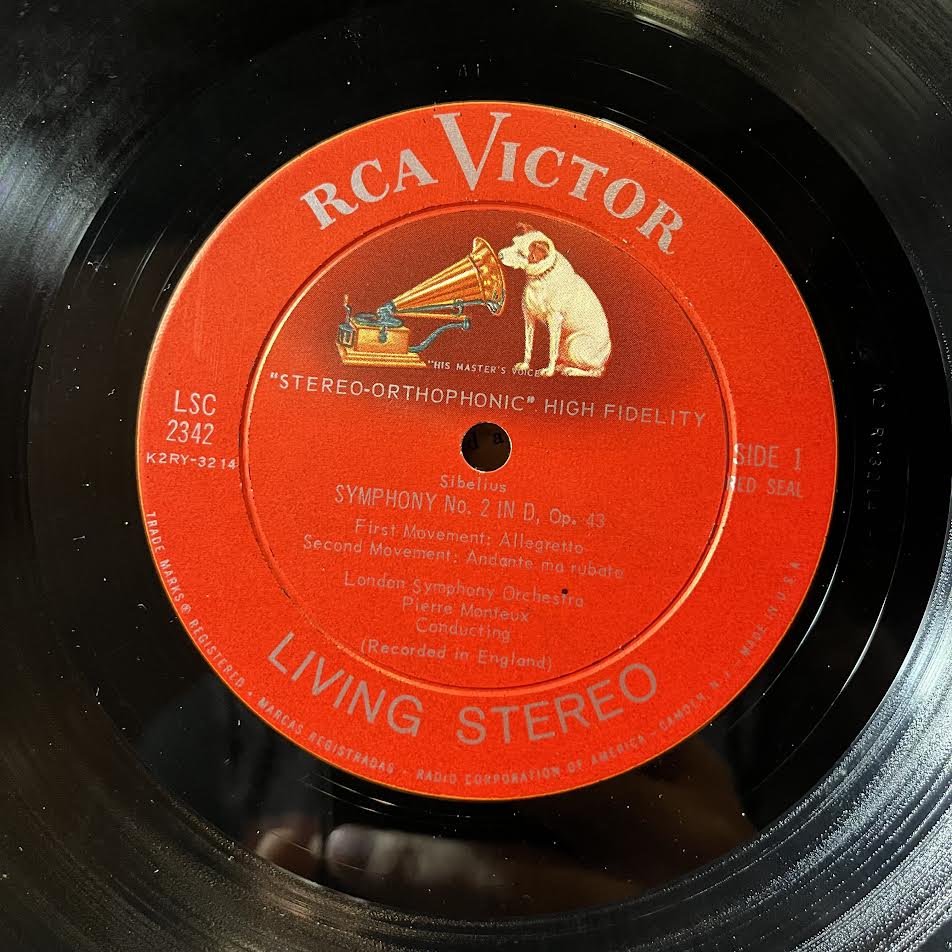 RCA VICTOR
"HIS MASTER'S VOICE"
"STEREO-ORTHOPHONIC" HIGH FIDELITY
LSC
2342
K2RY-3214
SIDE 1
RED SEAL
Sibelius
SYMPHONY No. 2 IN D, Op. 43
First Movement: Allegretto
Second Movement: Andante ma rubato
London Symphony Orchestra
Pierre Monteux
Conducting
(Recorded in England)
LIVING STEREO
TRADE MARKS ® REGISTERED • MARCAS REGISTRADAS - RADIO CORPORATION OF AMERICA - CAMDEN, N.J. - MADE IN U.S.A.